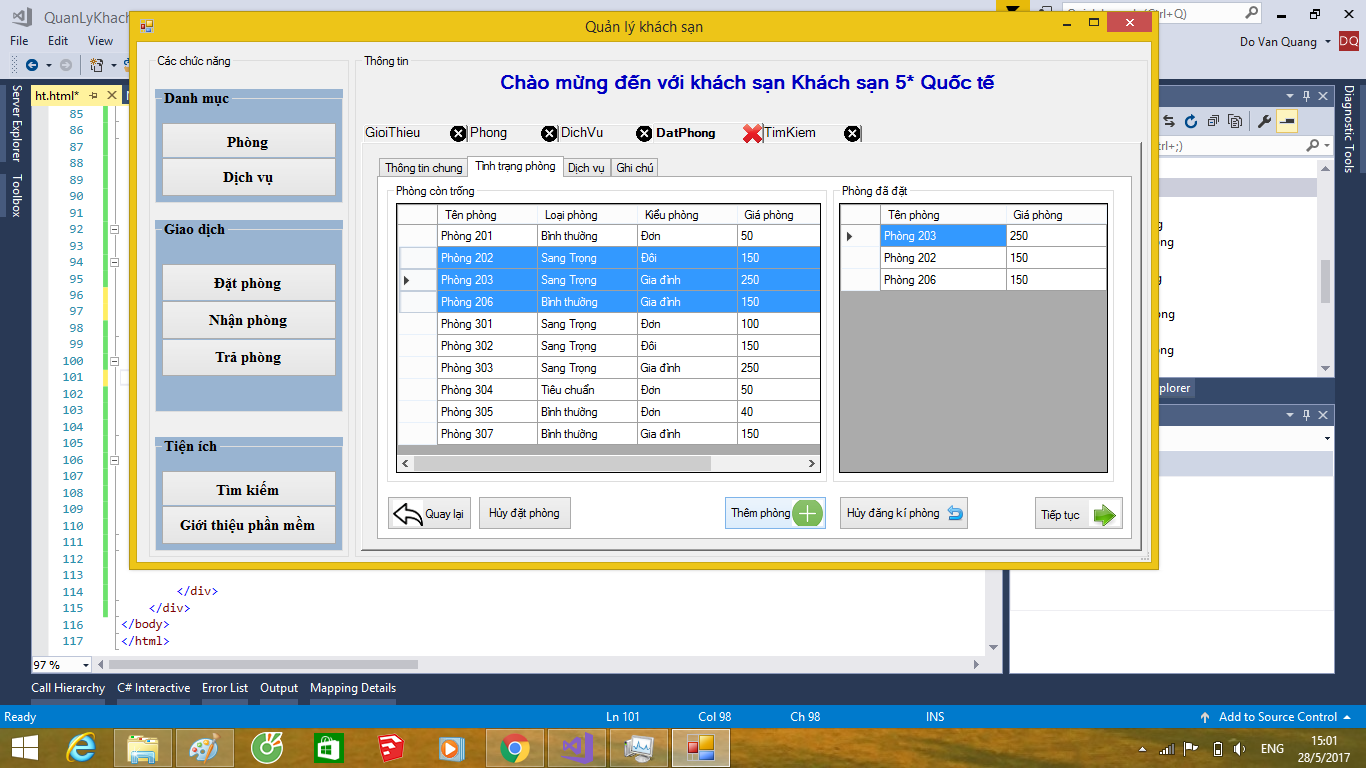 QuanLyKhach
Quản lý khách sạn
(Ctrl+Q)
File Edit View
Do Van Quang DQ
Server Explorer
Toolbox
Diagnostic Tools
ht.html*
Các chức năng
Danh mục
Phòng
Dịch vụ
Giao dịch
Đặt phòng
Nhận phòng
Trả phòng
Tiện ích
Tìm kiếm
Giới thiệu phần mềm
Thông tin
Chào mừng đến với khách sạn Khách sạn 5* Quốc tế
GioiThieu Phong DichVu DatPhong TimKiem
Thông tin chung Tình trạng phòng Dịch vụ Ghi chú
Phòng còn trống
Tên phòng Loại phòng Kiểu phòng Giá phòng
Phòng 201 Bình thường Đơn 50
Phòng 202 Sang Trọng Đôi 150
Phòng 203 Sang Trọng Gia đình 250
Phòng 206 Bình thường Gia đình 150
Phòng 301 Sang Trọng Đơn 100
Phòng 302 Sang Trọng Đôi 150
Phòng 303 Sang Trọng Gia đình 250
Phòng 304 Tiêu chuẩn Đơn 50
Phòng 305 Bình thường Đơn 40
Phòng 307 Bình thường Gia đình 150
Phòng đã đặt
Tên phòng Giá phòng
Phòng 203 250
Phòng 202 150
Phòng 206 150
Quay lại Hủy đặt phòng Thêm phòng Hủy đăng kí phòng Tiếp tục
trl+;)
ng
ong
ng
ong
ong
plorer
85
86
87
88
89
90
91
92
93
94
95
96
97
98
99
100
101
102
103
104
105
106
107
108
109
110
111
112
113
114 </div>
115 </div>
116 </body>
117 </html>
97 %
Call Hierarchy C# Interactive Error List Output Mapping Details
Ready Ln 101 Col 98 Ch 98 INS Add to Source Control
ENG
15:01
28/5/2017